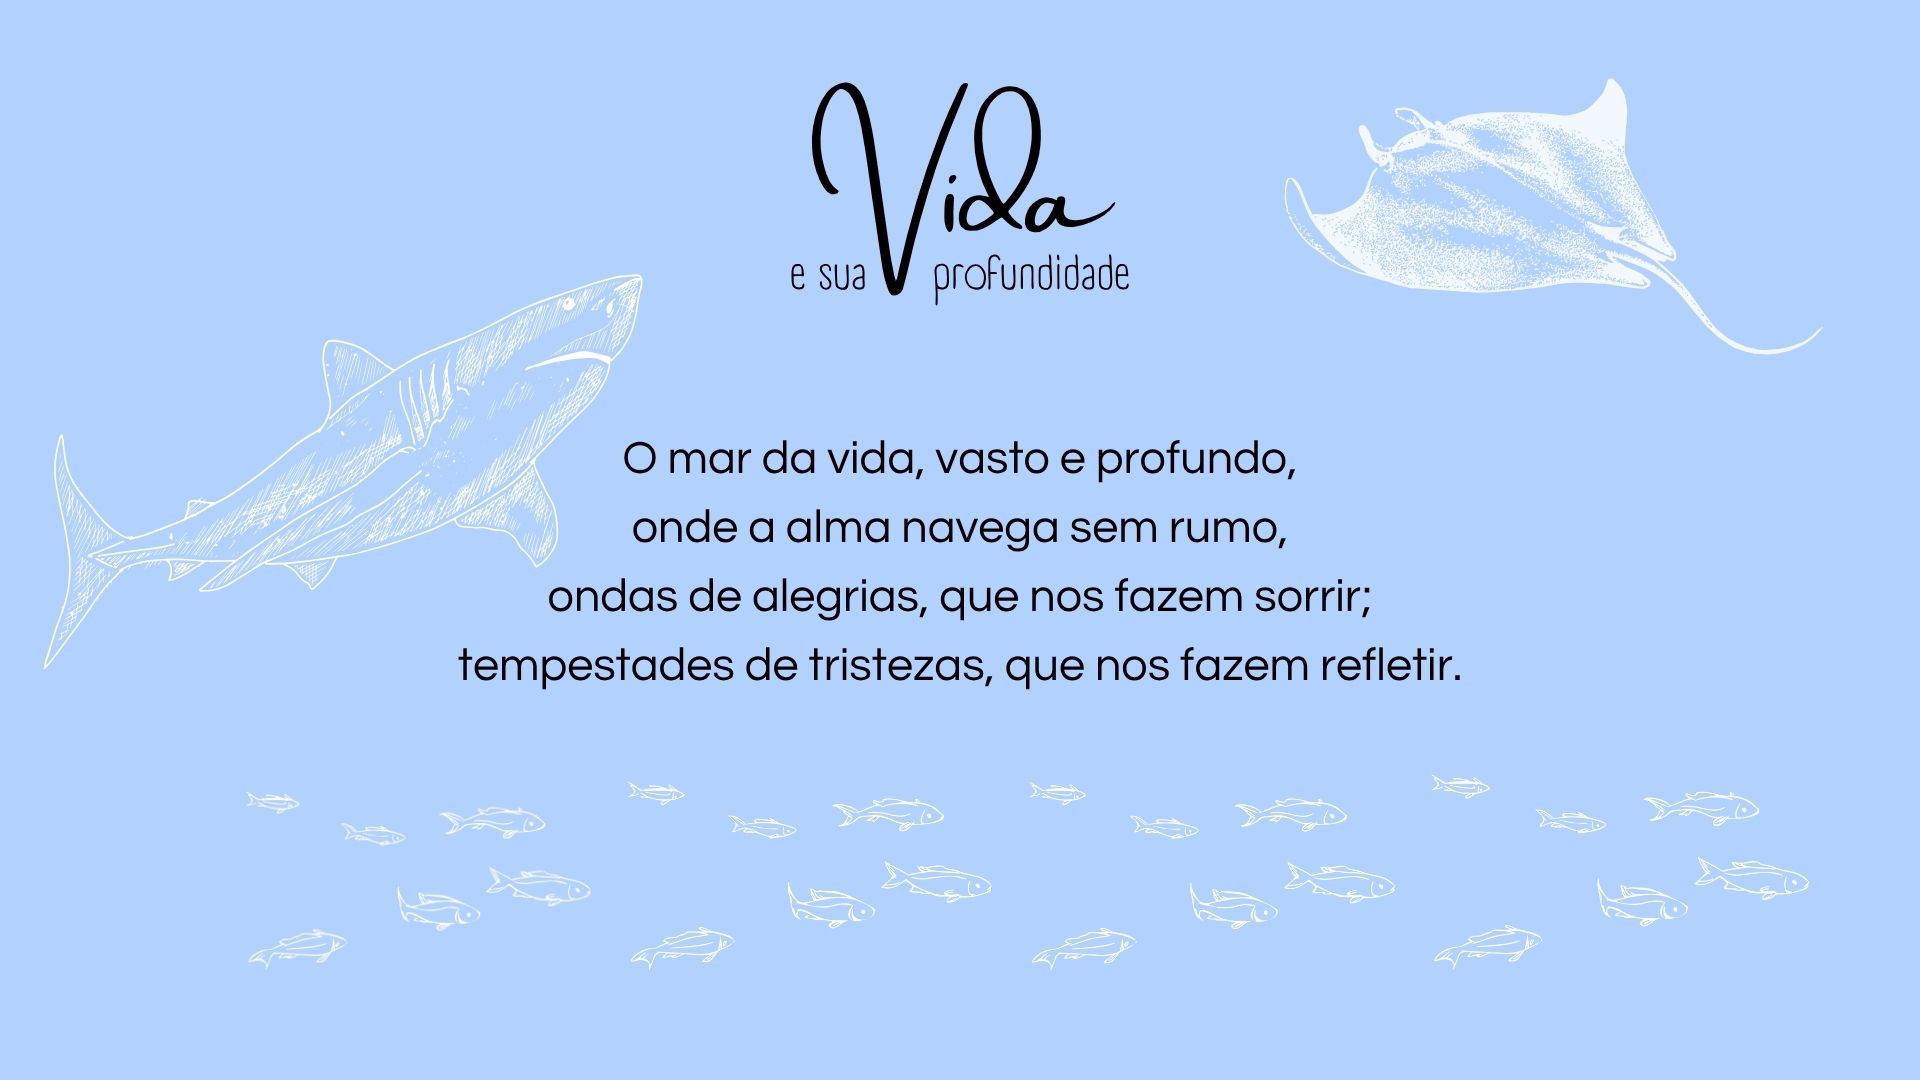 Vida
e sua profundidade
O mar da vida, vasto e profundo,
onde a alma navega sem rumo,
ondas de alegrias, que nos fazem sorrir;
tempestades de tristezas, que nos fazem refletir.